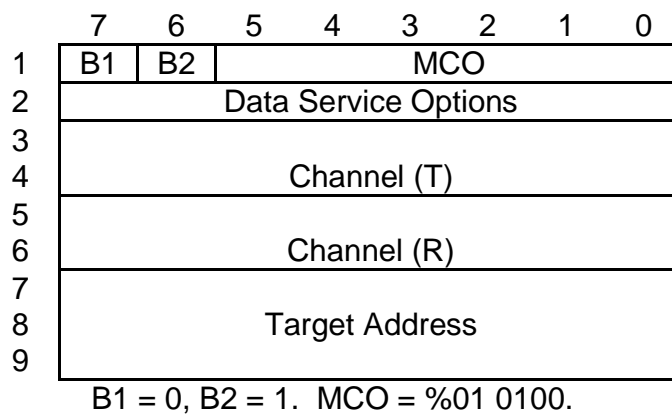 7 6 5 4 3 2 1 0
1 B1 B2 MCO
2 Data Service Options
3
4 Channel (T)
5
6 Channel (R)
7
8 Target Address
9
B1 = 0, B2 = 1. MCO = %01 0100.